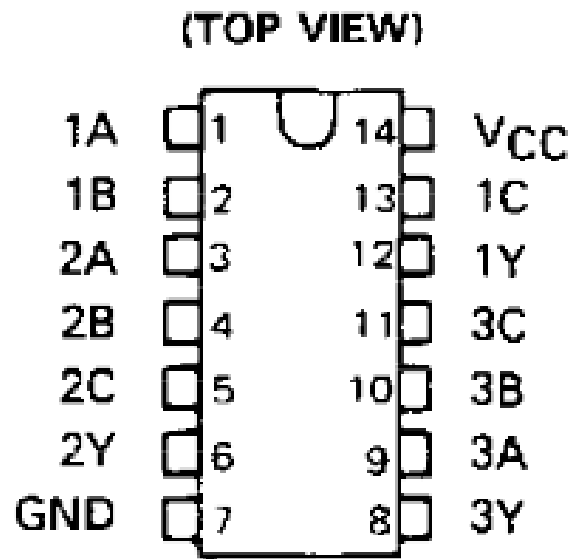 (TOP VIEW)
1A 1 14 VCC
1B 2 13 1C
2A 3 12 1Y
2B 4 11 3C
2C 5 10 3B
2Y 6 9 3A
GND 7 8 3Y